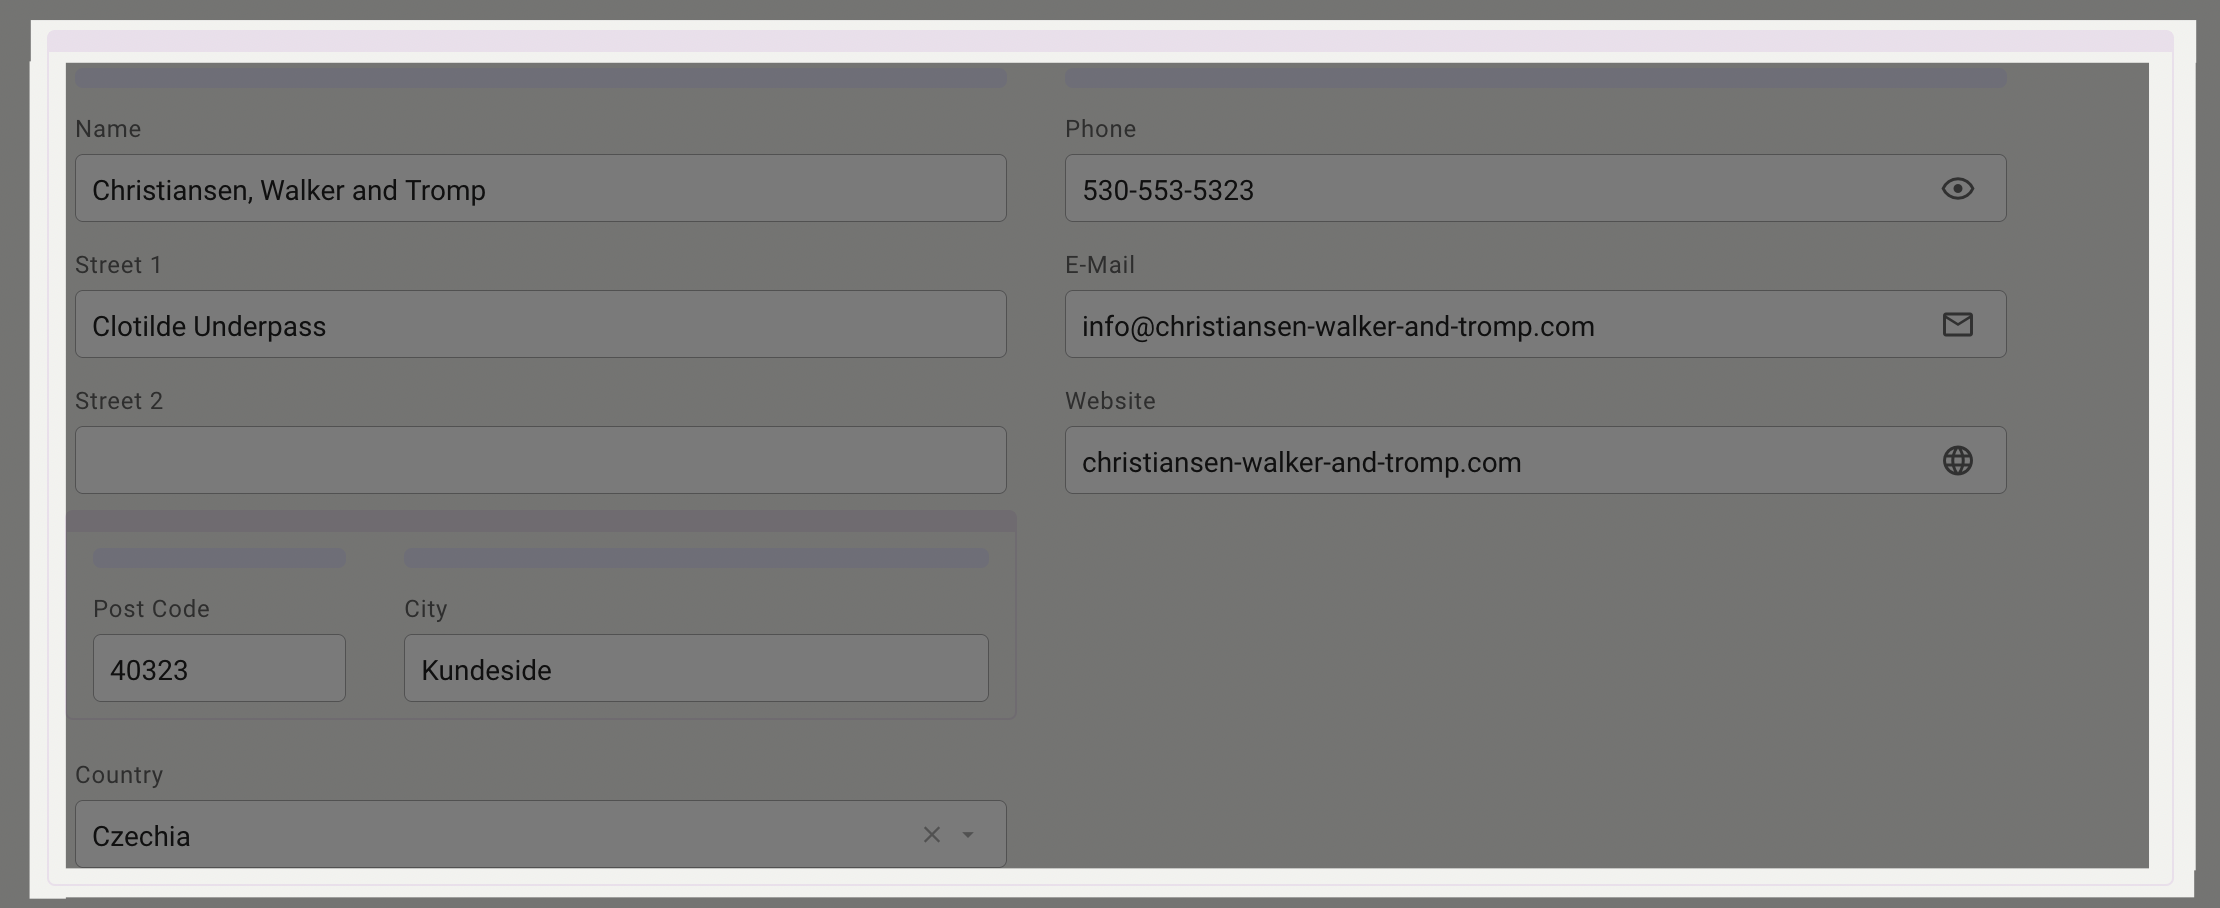 Name
Christiansen, Walker and Tromp
Street 1
Clotilde Underpass
Street 2
Post Code
City
40323
Kundeside
Country
Czechia
Phone
530-553-5323
E-Mail
info@christiansen-walker-and-tromp.com
Website
christiansen-walker-and-tromp.com